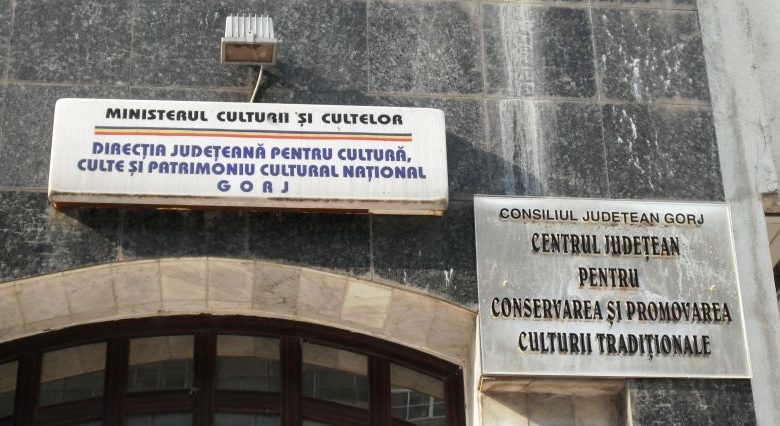 MINISTERUL CULTURII ȘI CULTELOR
DIRECȚIA JUDEȚEANĂ PENTRU CULTURĂ,
CULTE ȘI PATRIMONIU CULTURAL NAȚIONAL
GORJ
CONSILIUL JUDEȚEAN GORJ
CENTRUL JUDEȚEAN
PENTRU
CONSERVAREA ȘI PROMOVAREA
CULTURII TRADIȚIONALE